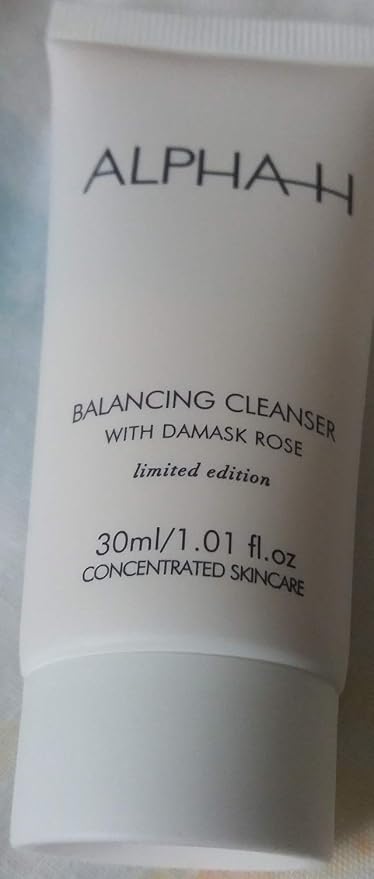 ALPHA-H
BALANCING CLEANSER
WITH DAMASK ROSE
limited edition
30ml/1.01 fl.oz
CONCENTRATED SKINCARE